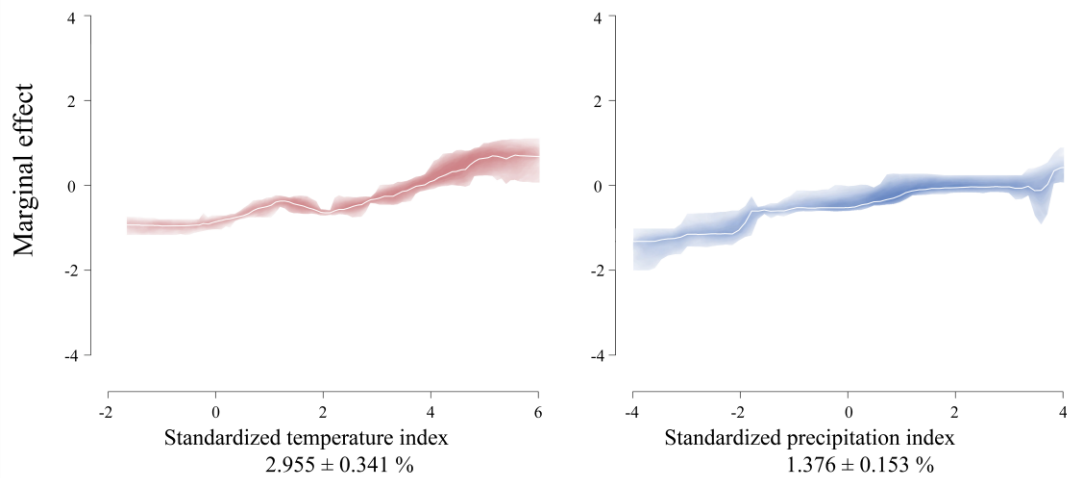 Marginal effect
4
2
0
-2
-4
-2 0 2 4 6
Standardized temperature index
2.955 ± 0.341 %
4
2
0
-2
-4
-4 -2 0 2 4
Standardized precipitation index
1.376 ± 0.153 %